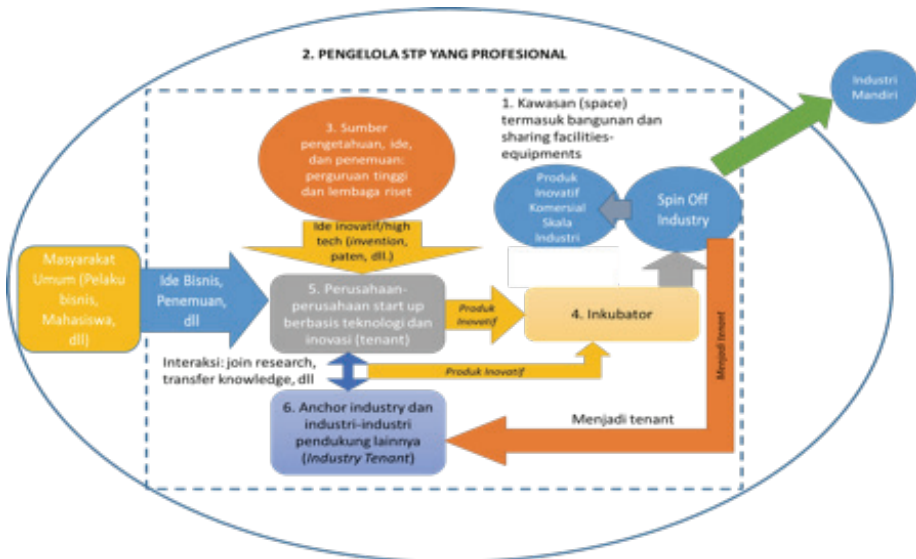 2. PENGELOLA STP YANG PROFESIONAL
Industri
Mandiri
1. Kawasan (space)
termasuk bangunan dan
sharing facilities-
equipments
3. Sumber
pengetahuan, ide,
dan penemuan:
perguruan tinggi
dan lembaga riset
Produk
Inovatif
Komersial
Skala
Industri
Spin Off
Industry
Ide inovatif/high
tech (invention,
paten, dll.)
Masyarakat
Umum (Pelaku
bisnis,
Mahasiswa,
dll)
Ide Bisnis,
Penemuan,
dll
5. Perusahaan-
perusahaan start up
berbasis teknologi dan
inovasi (tenant)
Produk
Inovatif
4. Inkubator
Menjadi tenant
Interaksi: join research,
transfer knowledge, dll
Produk Inovatif
6. Anchor industry dan
industri-industri
pendukung lainnya
(Industry Tenant)
Menjadi tenant